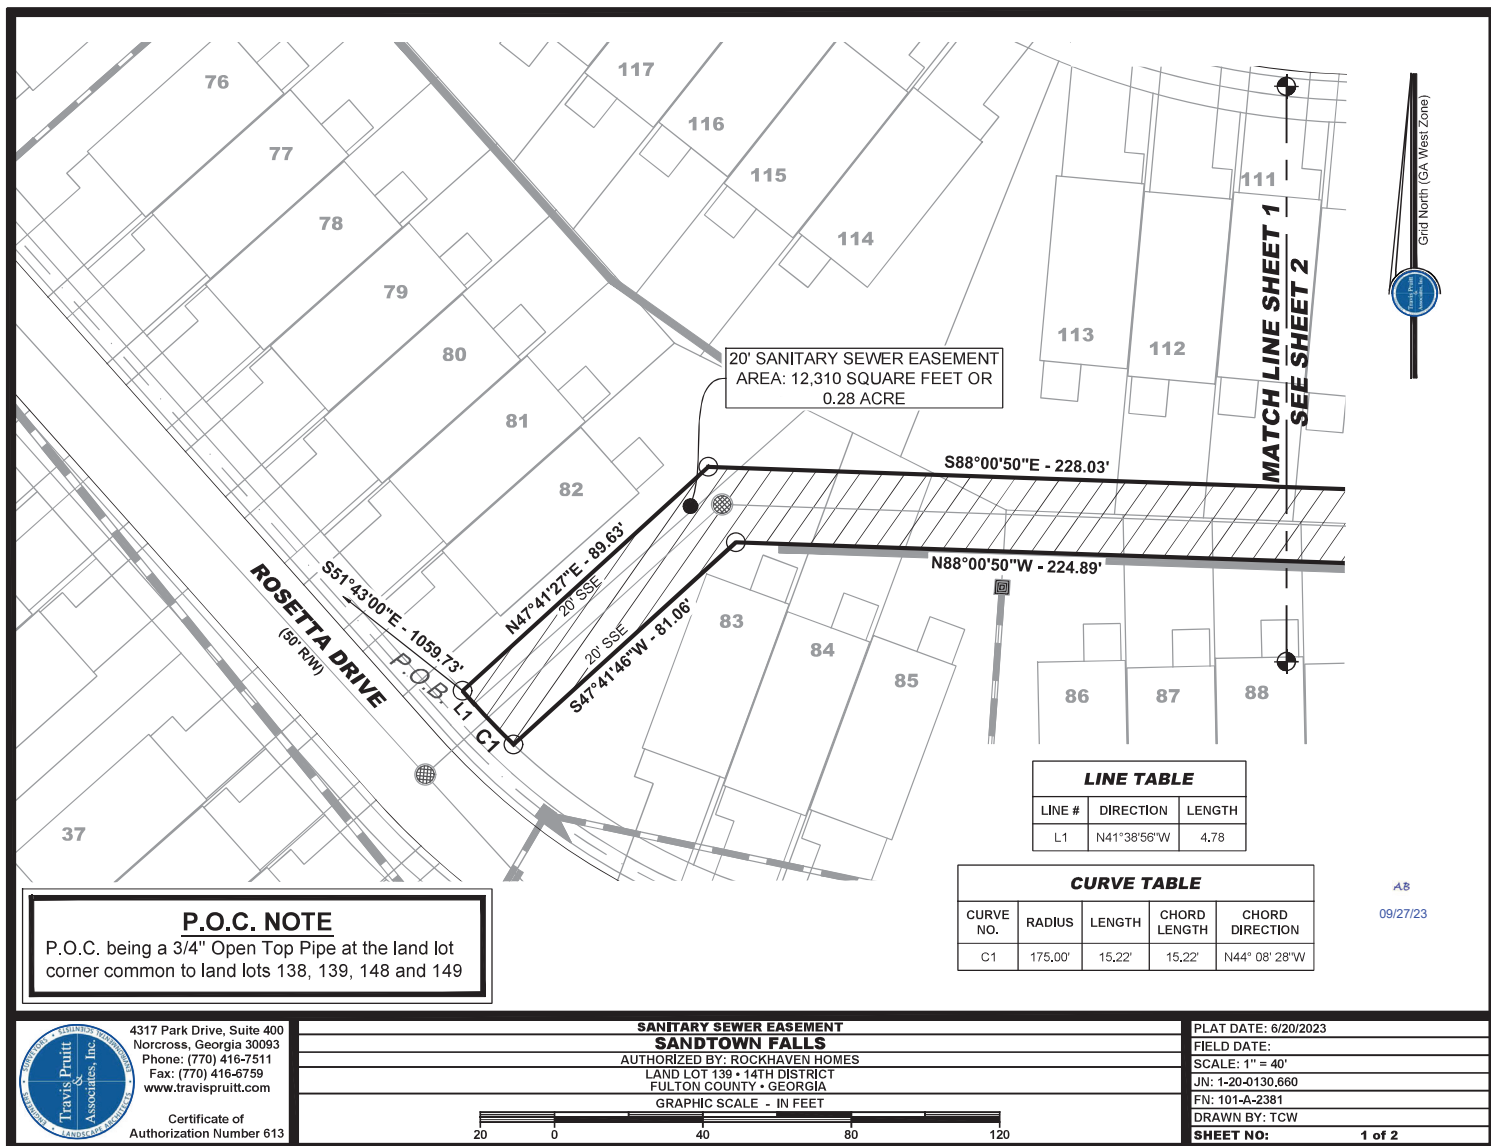 76
77
78
79
80
81
82
117
116
115
114
113
112
111
MATCH LINE SHEET 1
SEE SHEET 2
Grid North (GA West Zone)
Travis Pruitt
&
Associates, Inc.
20' SANITARY SEWER EASEMENT
AREA: 12,310 SQUARE FEET OR
0.28 ACRE
S88°00'50"E - 228.03'
N88°00'50"W - 224.89'
N47°41'27"E - 89.63'
20' SSE
20' SSE
S47°41'46"W - 81.06'
S51°43'00"E - 1059.73'
P.O.B.
L1
C1
ROSETTA DRIVE
(50' R/W)
83
84
85
86
87
88
37
LINE TABLE
LINE # DIRECTION LENGTH
L1 N41°38'56"W 4.78
CURVE TABLE
CURVE NO. RADIUS LENGTH CHORD LENGTH CHORD DIRECTION
C1 175.00' 15.22' 15.22' N44° 08' 28"W
AB
09/27/23
P.O.C. NOTE
P.O.C. being a 3/4" Open Top Pipe at the land lot
corner common to land lots 138, 139, 148 and 149
SURVEYORS • SCIENTISTS • ENVIRONMENTAL
Travis Pruitt
&
Associates, Inc.
ENGINEERS • LANDSCAPE ARCHITECTS
4317 Park Drive, Suite 400
Norcross, Georgia 30093
Phone: (770) 416-7511
Fax: (770) 416-6759
www.travispruitt.com
Certificate of
Authorization Number 613
SANITARY SEWER EASEMENT
SANDTOWN FALLS
AUTHORIZED BY: ROCKHAVEN HOMES
LAND LOT 139 • 14TH DISTRICT
FULTON COUNTY • GEORGIA
GRAPHIC SCALE - IN FEET
20 0 40 80 120
PLAT DATE: 6/20/2023
FIELD DATE:
SCALE: 1" = 40'
JN: 1-20-0130.660
FN: 101-A-2381
DRAWN BY: TCW
SHEET NO: 1 of 2